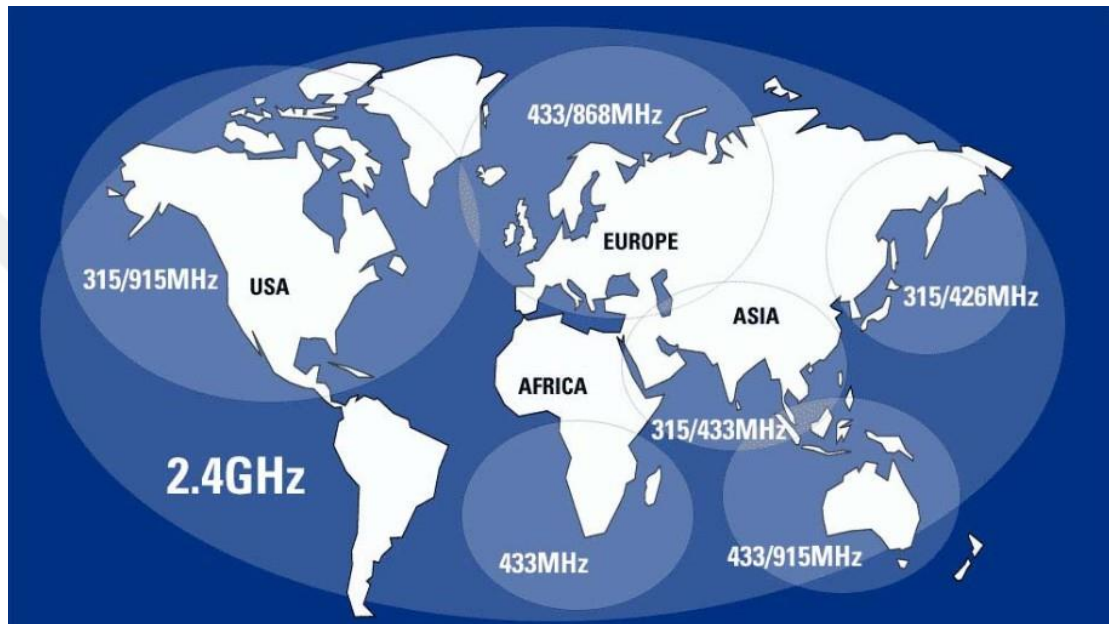 433/868MHz
EUROPE
315/915MHz
USA
315/426MHz
ASIA
AFRICA
315/433MHz
2.4GHz
433MHz
433/915MHz